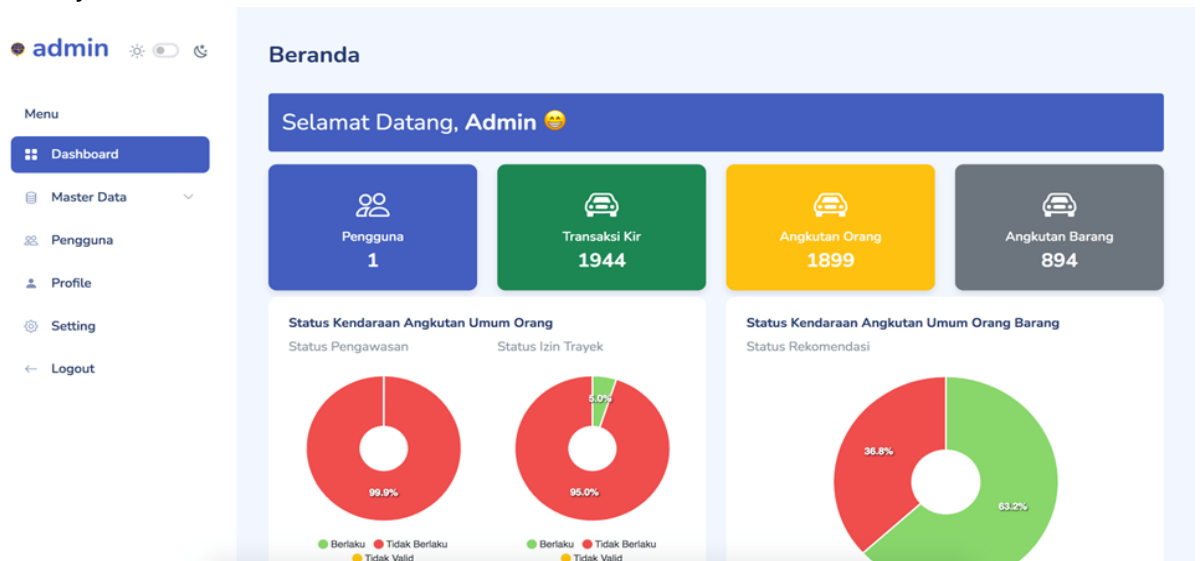 admin
Menu
Dashboard
Master Data
Pengguna
Profile
Setting
Logout
Beranda
Selamat Datang, Admin 😁
Pengguna
1
Transaksi Kir
1944
Angkutan Orang
1899
Angkutan Barang
894
Status Kendaraan Angkutan Umum Orang
Status Pengawasan
99.9%
Berlaku Tidak Berlaku
Tidak Valid
Status Izin Trayek
5.0%
95.0%
Berlaku Tidak Berlaku
Tidak Valid
Status Kendaraan Angkutan Umum Orang Barang
Status Rekomendasi
36.8%
63.2%